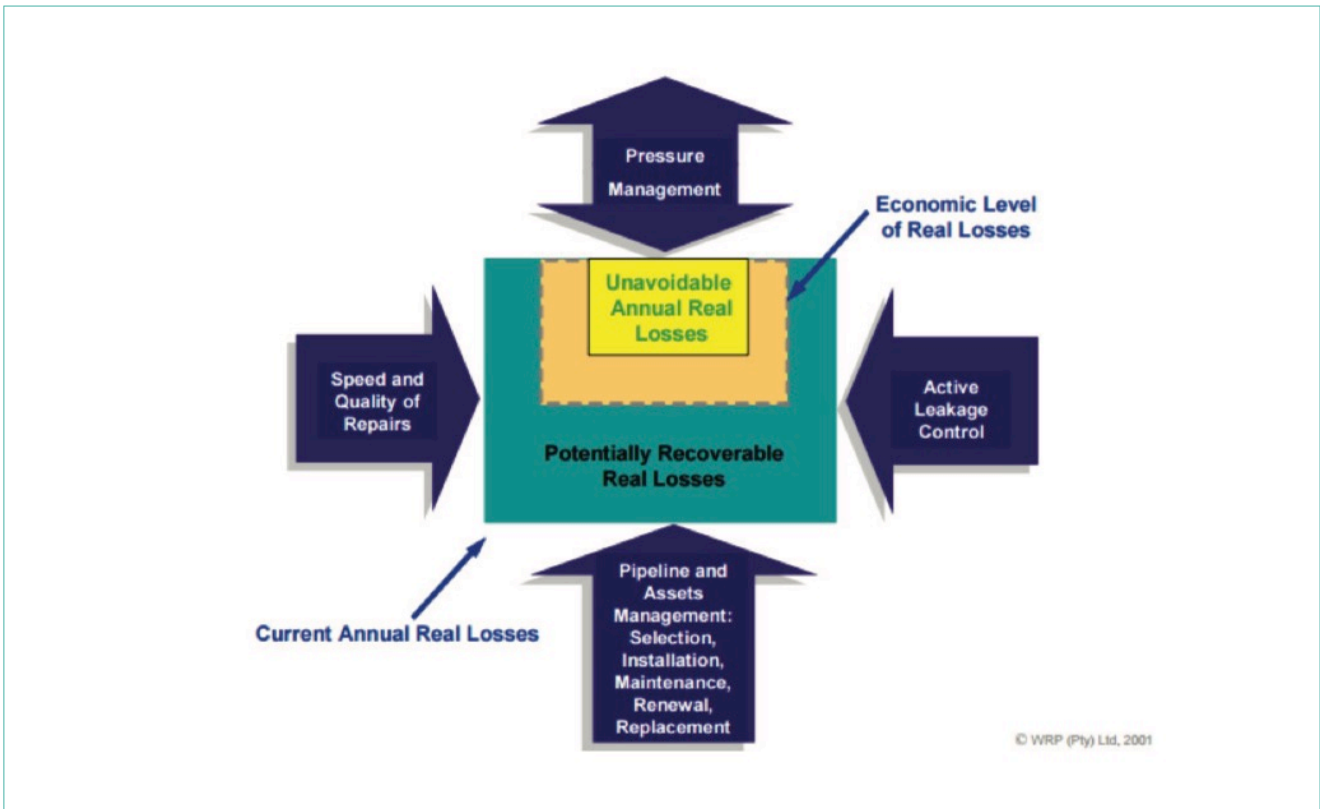 Pressure
Management
Economic Level
of Real Losses
Unavoidable
Annual Real
Losses
Speed and
Quality of
Repairs
Active
Leakage
Control
Potentially Recoverable
Real Losses
Pipeline and
Assets
Management:
Selection,
Installation,
Maintenance,
Renewal,
Replacement
Current Annual Real Losses
© WRP (Pty) Ltd, 2001